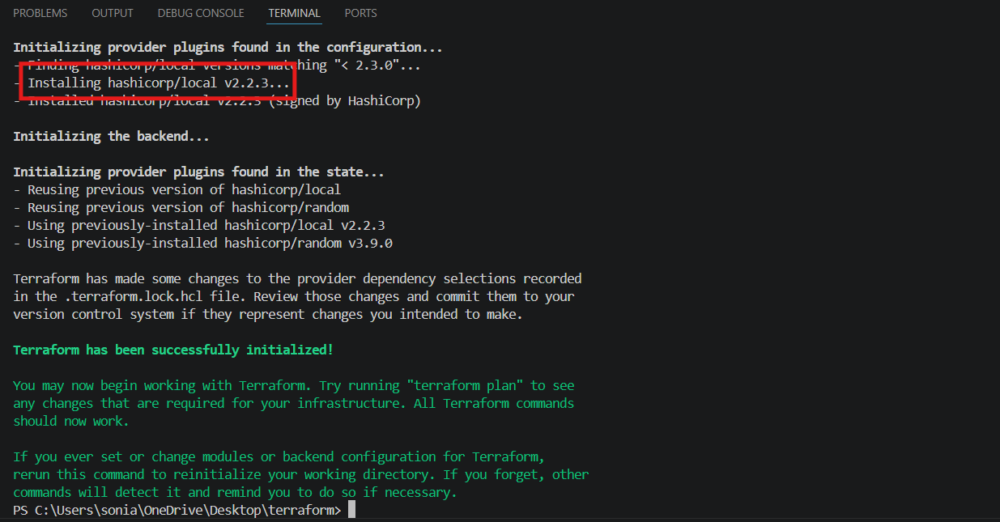 PROBLEMS OUTPUT DEBUG CONSOLE TERMINAL PORTS
Initializing provider plugins found in the configuration...
- Finding hashicorp/local versions matching "< 2.3.0"...
- Installing hashicorp/local v2.2.3...
- Installed hashicorp/local v2.2.3 (signed by HashiCorp)
Initializing the backend...
Initializing provider plugins found in the state...
- Reusing previous version of hashicorp/local
- Reusing previous version of hashicorp/random
- Using previously-installed hashicorp/local v2.2.3
- Using previously-installed hashicorp/random v3.9.0
Terraform has made some changes to the provider dependency selections recorded
in the .terraform.lock.hcl file. Review those changes and commit them to your
version control system if they represent changes you intended to make.
Terraform has been successfully initialized!
You may now begin working with Terraform. Try running "terraform plan" to see
any changes that are required for your infrastructure. All Terraform commands
should now work.
If you ever set or change modules or backend configuration for Terraform,
rerun this command to reinitialize your working directory. If you forget, other
commands will detect it and remind you to do so if necessary.
PS C:\Users\sonia\OneDrive\Desktop\terraform>